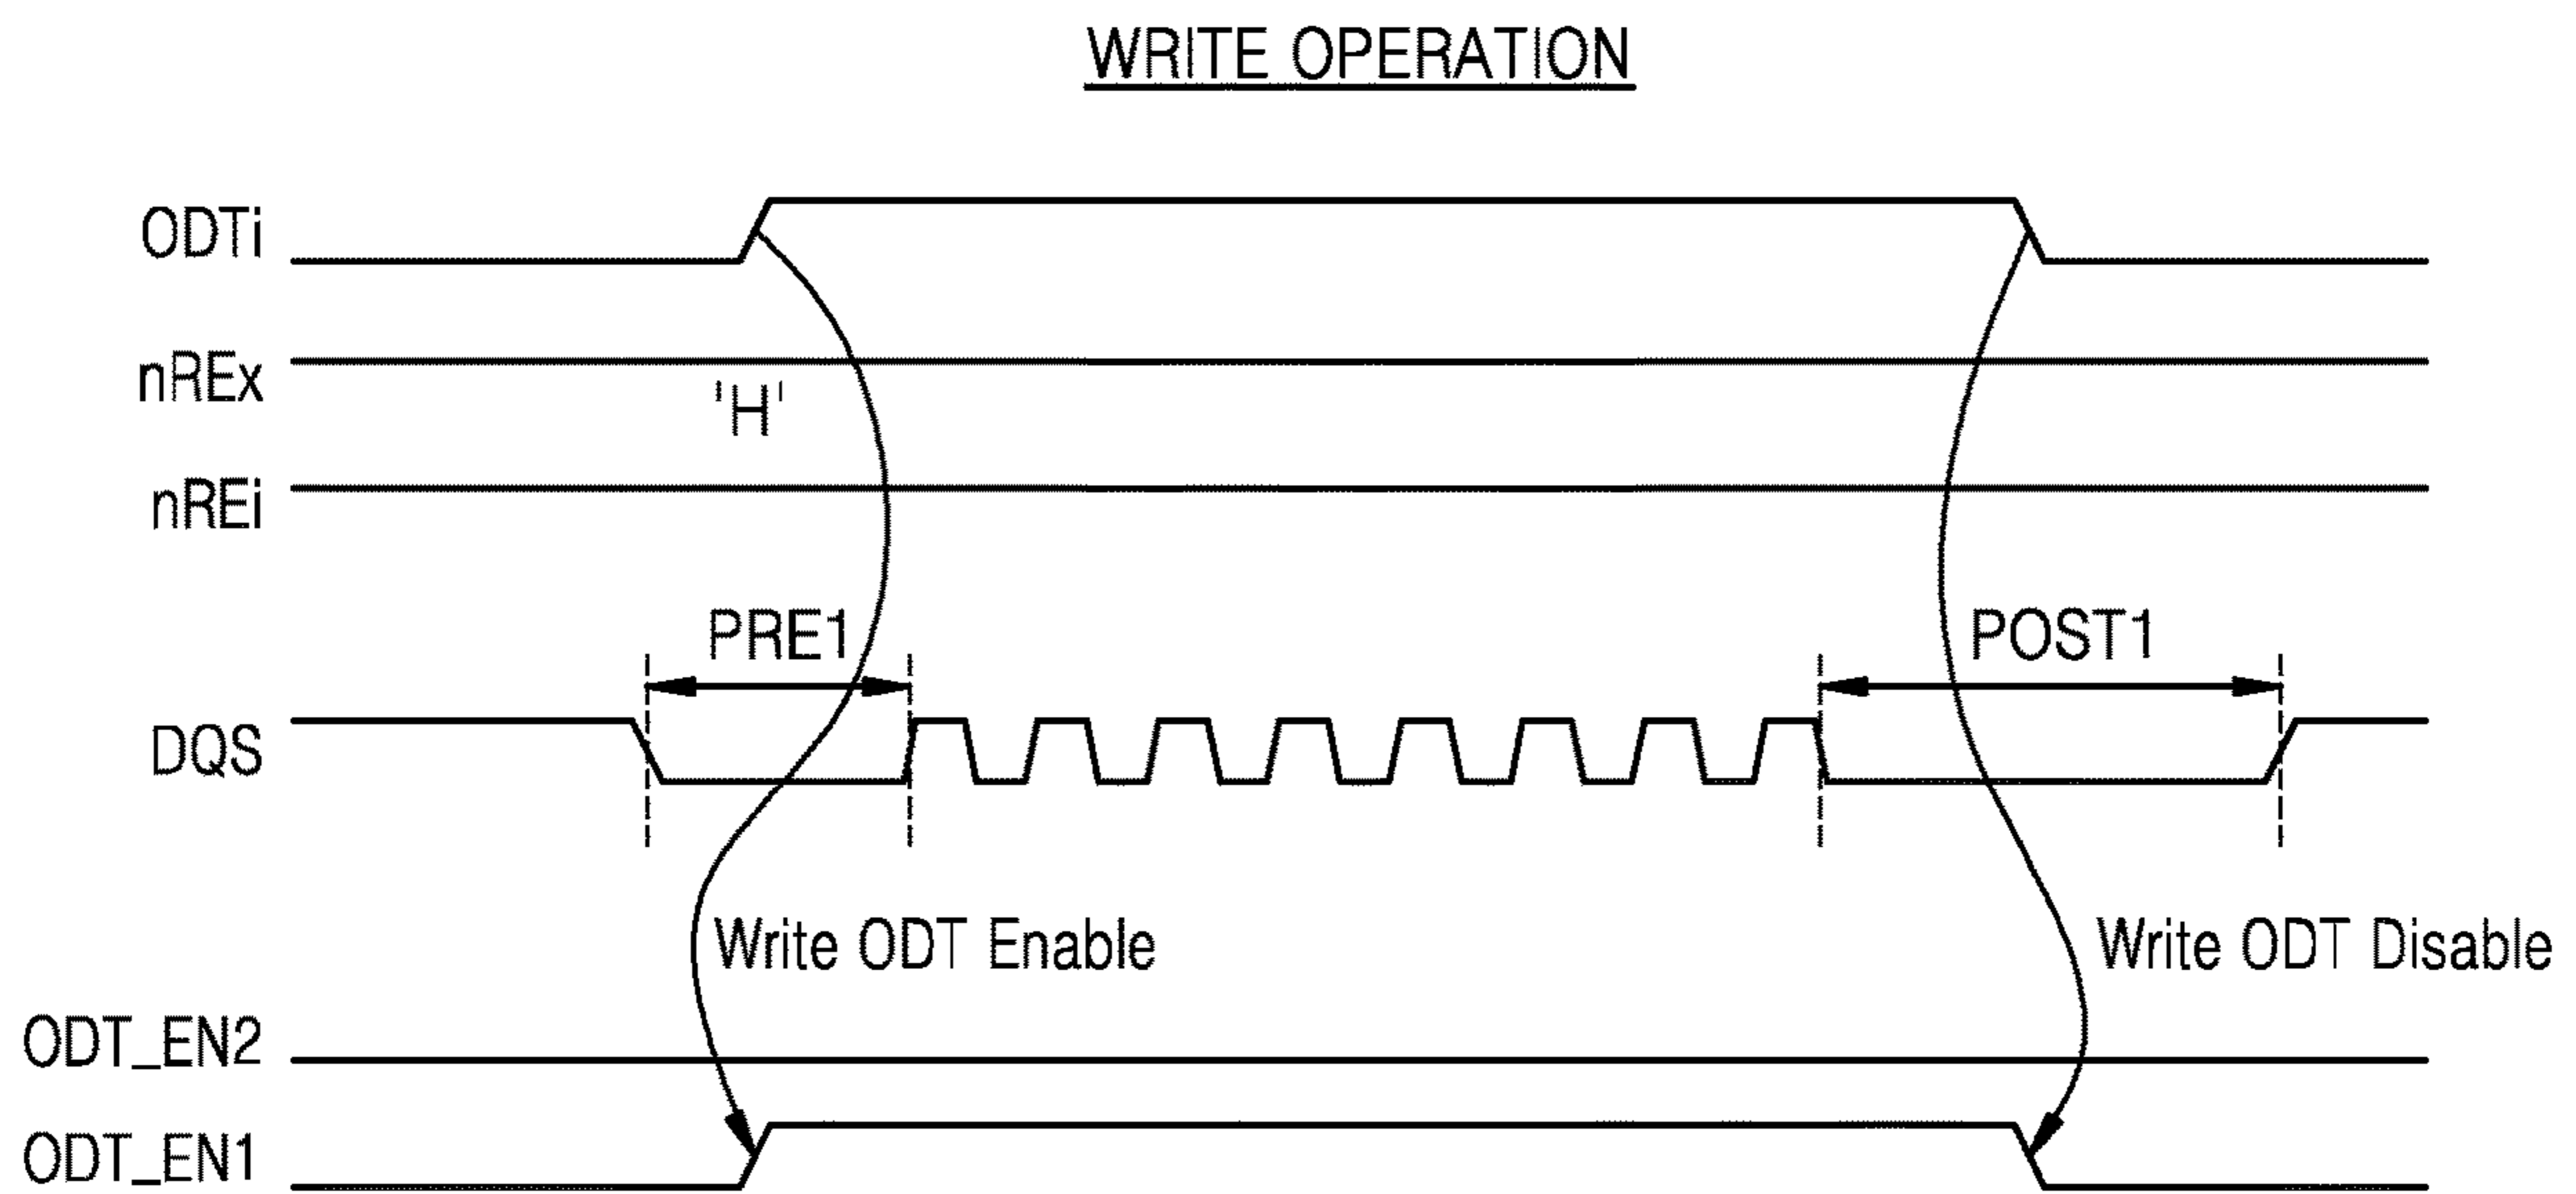 WRITE OPERATION
ODTi
nREx
'H'
nREi
PRE1
POST1
DQS
Write ODT Enable
Write ODT Disable
ODT_EN2
ODT_EN1